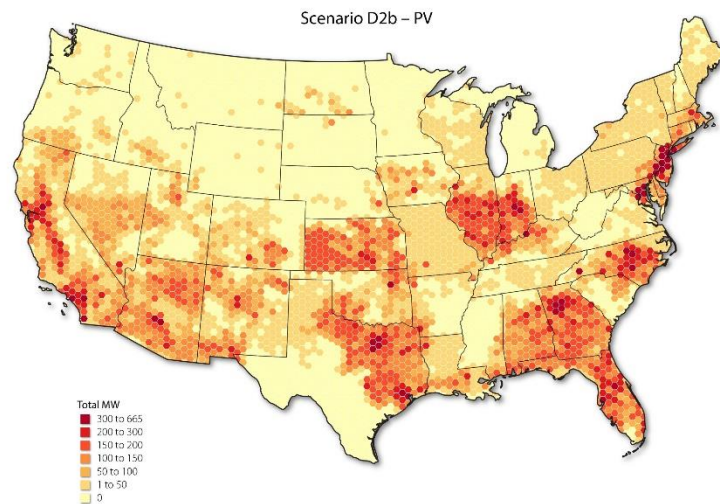 Scenario D2b – PV
Total MW
300 to 665
200 to 300
150 to 200
100 to 150
50 to 100
1 to 50
0